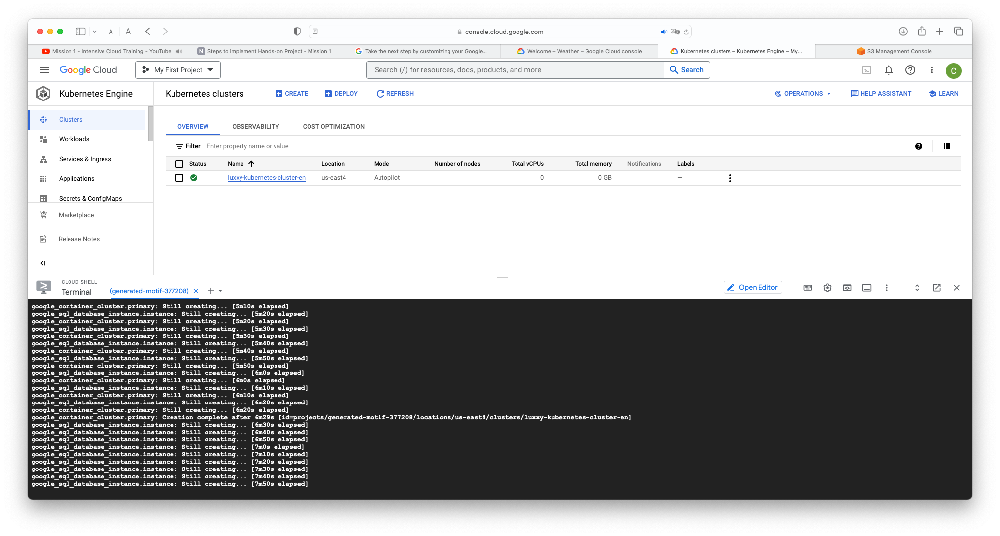 A A
console.cloud.google.com
Mission 1 - Intensive Cloud Training - YouTube
N Steps to implement Hands-on Project - Mission 1
Take the next step by customizing your Google...
Welcome – Weather – Google Cloud console
Kubernetes clusters – Kubernetes Engine – My...
S3 Management Console
Google Cloud
My First Project
Search (/) for resources, docs, products, and more
Search
C
Kubernetes Engine
Kubernetes clusters
CREATE
DEPLOY
REFRESH
OPERATIONS
HELP ASSISTANT
LEARN
Clusters
Workloads
Services & Ingress
Applications
Secrets & ConfigMaps
Marketplace
Release Notes
OVERVIEW
OBSERVABILITY
COST OPTIMIZATION
Filter Enter property name or value
Status Name Location Mode Number of nodes Total vCPUs Total memory Notifications Labels
luxxy-kubernetes-cluster-en us-east4 Autopilot 0 0 GB —
CLOUD SHELL
Terminal
(generated-motif-377208)
Open Editor
google_container_cluster.primary: Still creating... [5m10s elapsed]
google_sql_database_instance.instance: Still creating... [5m20s elapsed]
google_container_cluster.primary: Still creating... [5m20s elapsed]
google_sql_database_instance.instance: Still creating... [5m30s elapsed]
google_container_cluster.primary: Still creating... [5m30s elapsed]
google_sql_database_instance.instance: Still creating... [5m40s elapsed]
google_container_cluster.primary: Still creating... [5m40s elapsed]
google_sql_database_instance.instance: Still creating... [5m50s elapsed]
google_container_cluster.primary: Still creating... [5m50s elapsed]
google_sql_database_instance.instance: Still creating... [6m0s elapsed]
google_container_cluster.primary: Still creating... [6m0s elapsed]
google_sql_database_instance.instance: Still creating... [6m10s elapsed]
google_container_cluster.primary: Still creating... [6m10s elapsed]
google_sql_database_instance.instance: Still creating... [6m20s elapsed]
google_container_cluster.primary: Still creating... [6m20s elapsed]
google_container_cluster.primary: Creation complete after 6m29s [id=projects/generated-motif-377208/locations/us-east4/clusters/luxxy-kubernetes-cluster-en]
google_sql_database_instance.instance: Still creating... [6m30s elapsed]
google_sql_database_instance.instance: Still creating... [6m40s elapsed]
google_sql_database_instance.instance: Still creating... [6m50s elapsed]
google_sql_database_instance.instance: Still creating... [7m0s elapsed]
google_sql_database_instance.instance: Still creating... [7m10s elapsed]
google_sql_database_instance.instance: Still creating... [7m20s elapsed]
google_sql_database_instance.instance: Still creating... [7m30s elapsed]
google_sql_database_instance.instance: Still creating... [7m40s elapsed]
google_sql_database_instance.instance: Still creating... [7m50s elapsed]